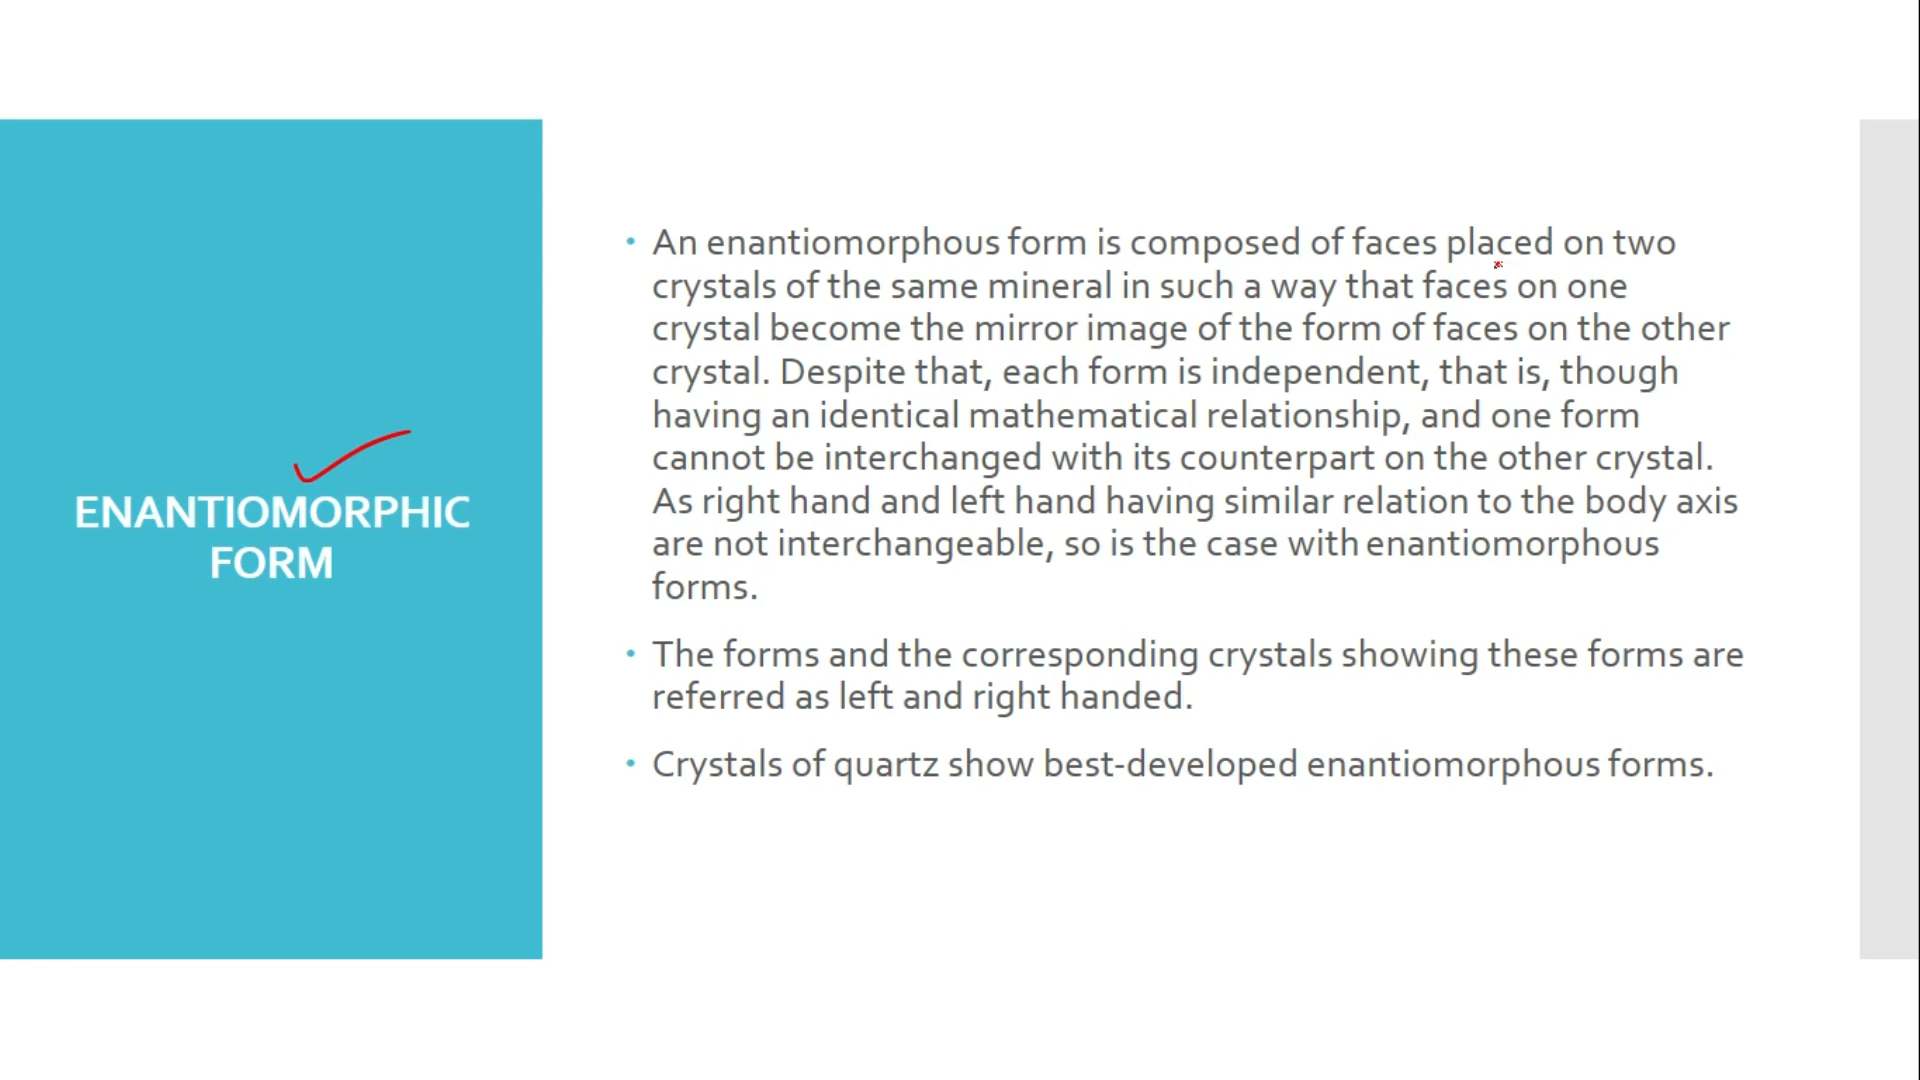 ENANTIOMORPHIC
FORM
An enantiomorphous form is composed of faces placed on two
crystals of the same mineral in such a way that faces on one
crystal become the mirror image of the form of faces on the other
crystal. Despite that, each form is independent, that is, though
having an identical mathematical relationship, and one form
cannot be interchanged with its counterpart on the other crystal.
As right hand and left hand having similar relation to the body axis
are not interchangeable, so is the case with enantiomorphous
forms.
The forms and the corresponding crystals showing these forms are
referred as left and right handed.
Crystals of quartz show best-developed enantiomorphous forms.